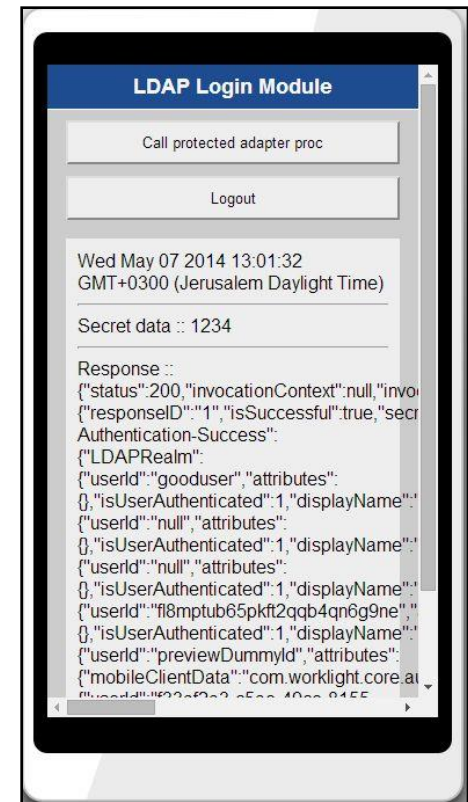 LDAP Login Module
Call protected adapter proc
Logout
Wed May 07 2014 13:01:32
GMT+0300 (Jerusalem Daylight Time)
Secret data :: 1234
Response ::
{"status":200,"invocationContext":null,"invo
{"responseID":"1","isSuccessful":true,"secr
Authentication-Success":
{"LDAPRealm":
{"userId":"gooduser","attributes":
{},"isUserAuthenticated":1,"displayName":"
{"userId":"null","attributes":
{},"isUserAuthenticated":1,"displayName":"
{"userId":"null","attributes":
{},"isUserAuthenticated":1,"displayName":"
{"userId":"fl8mptub65pkft2qqb4qn6g9ne","
{},"isUserAuthenticated":1,"displayName":"
{"userId":"previewDummyId","attributes":
{"mobileClientData":"com.worklight.core.au